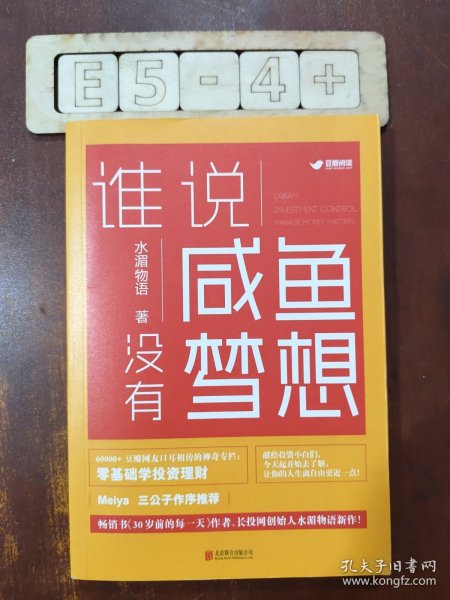 E5-4+
豆瓣阅读
read.douban.com
谁说
DREAM
INVESTMENT CONTROL
MANAGE MONEY MATTERS
咸鱼
水湄物语 著
没有
梦想
60000+ 豆瓣网友口耳相传的神奇专栏:
零基础学投资理财
献给投资小白们、
今天起开始去了解、
让你的人生离自由更近一点!
Meiya 三公子作序推荐
畅销书《30岁前的每一天》作者、长投网创始人水湄物语新作!
北京联合出版公司
孔夫子旧书网
www.kongfz.com